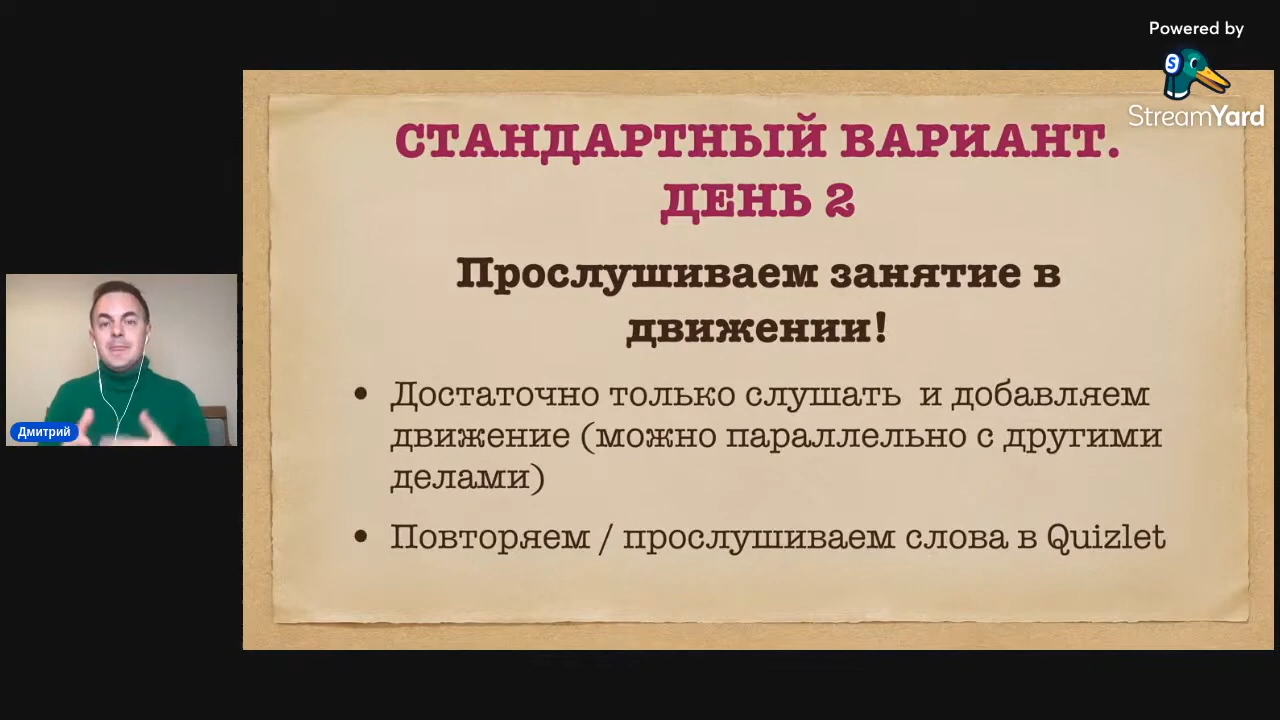 Powered by
StreamYard
СТАНДАРТНЫЙ ВАРИАНТ.
ДЕНЬ 2
Прослушиваем занятие в
движении!
• Достаточно только слушать и добавляем
движение (можно параллельно с другими
делами)
• Повторяем / прослушиваем слова в Quizlet
Дмитрий